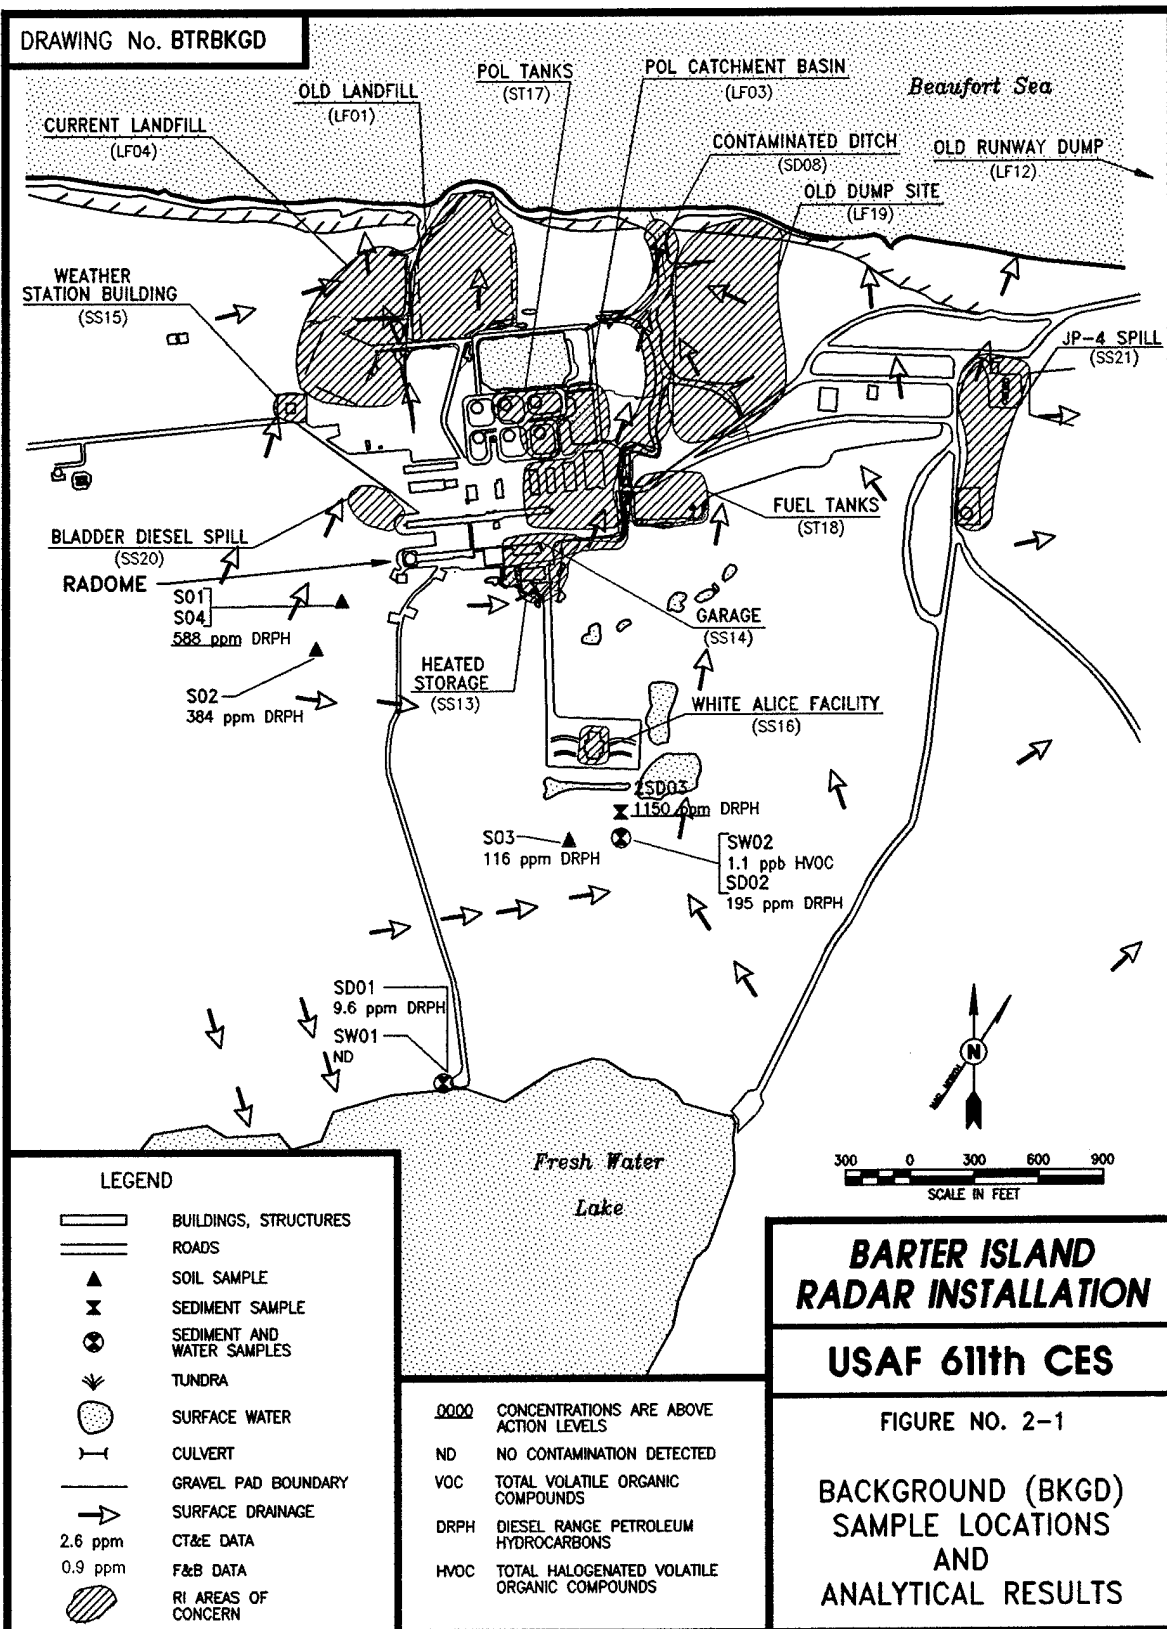 DRAWING No. BTRBKGD
Beaufort Sea
POL TANKS
(ST17)
POL CATCHMENT BASIN
(LF03)
OLD LANDFILL
(LF01)
CURRENT LANDFILL
(LF04)
CONTAMINATED DITCH
(SD08)
OLD RUNWAY DUMP
(LF12)
OLD DUMP SITE
(LF19)
WEATHER
STATION BUILDING
(SS15)
JP-4 SPILL
(SS21)
FUEL TANKS
(ST18)
BLADDER DIESEL SPILL
(SS20)
RADOME
S01
S04
588 ppm DRPH
S02
384 ppm DRPH
GARAGE
(SS14)
HEATED
STORAGE
(SS13)
WHITE ALICE FACILITY
(SS16)
2SD03
1150 ppm DRPH
S03
116 ppm DRPH
SW02
1.1 ppb HVOC
SD02
195 ppm DRPH
SD01
9.6 ppm DRPH
SW01
ND
N
Fresh Water
Lake
300 0 300 600 900
SCALE IN FEET
LEGEND
BUILDINGS, STRUCTURES
ROADS
SOIL SAMPLE
SEDIMENT SAMPLE
SEDIMENT AND
WATER SAMPLES
TUNDRA
SURFACE WATER
CULVERT
GRAVEL PAD BOUNDARY
SURFACE DRAINAGE
2.6 ppm CT&E DATA
0.9 ppm F&B DATA
RI AREAS OF
CONCERN
0000 CONCENTRATIONS ARE ABOVE
ACTION LEVELS
ND NO CONTAMINATION DETECTED
VOC TOTAL VOLATILE ORGANIC
COMPOUNDS
DRPH DIESEL RANGE PETROLEUM
HYDROCARBONS
HVOC TOTAL HALOGENATED VOLATILE
ORGANIC COMPOUNDS
BARTER ISLAND
RADAR INSTALLATION
USAF 611th CES
FIGURE NO. 2-1
BACKGROUND (BKGD)
SAMPLE LOCATIONS
AND
ANALYTICAL RESULTS